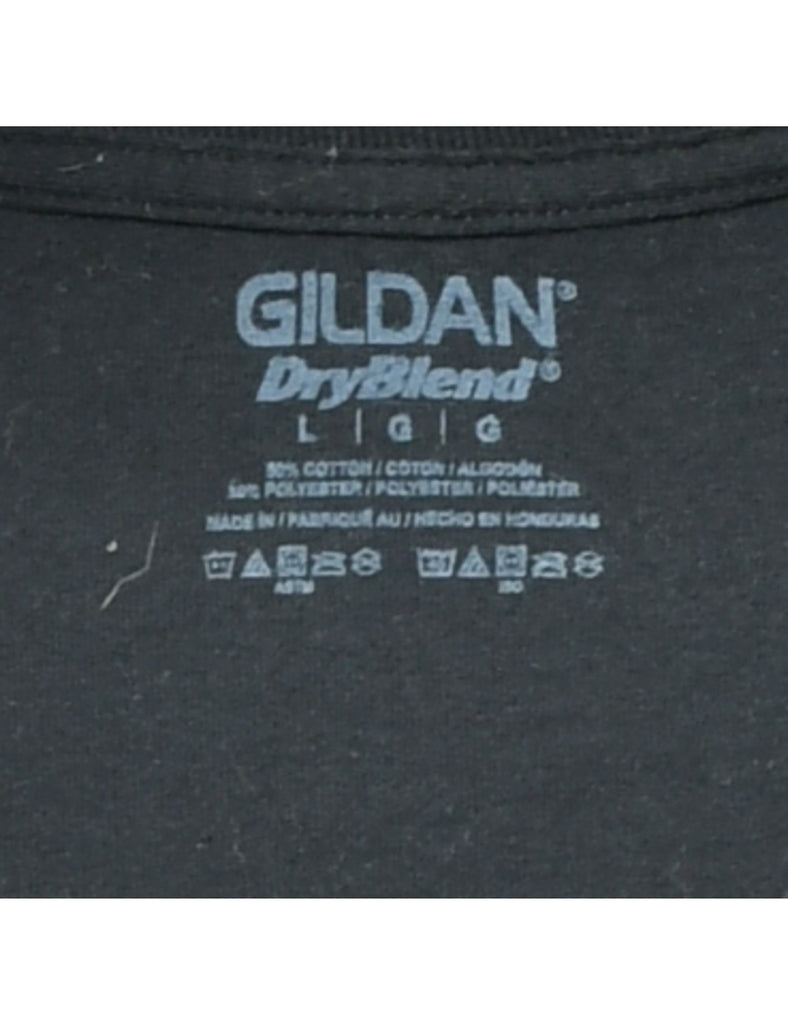 GILDAN®
DryBlend®
L | G | G
50% COTTON / COTON / ALGODÓN
50% POLYESTER / POLYESTER / POLIÉSTER
MADE IN / FABRIQUÉ AU / HECHO EN HONDURAS
ASTM ISO